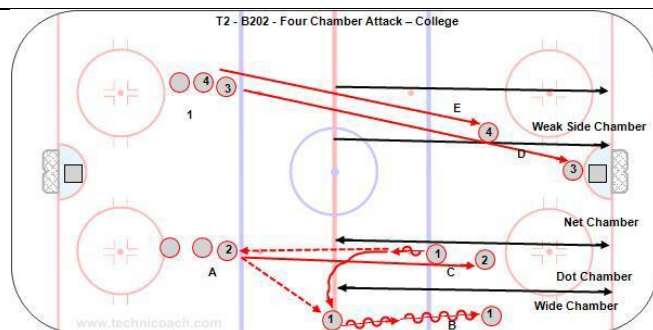 T2 - B202 - Four Chamber Attack – College
4
3
1
E
4
Weak Side Chamber
D
3
Net Chamber
2
1
2
A
C
Dot Chamber
Wide Chamber
1
1
B
www.technicoach.com